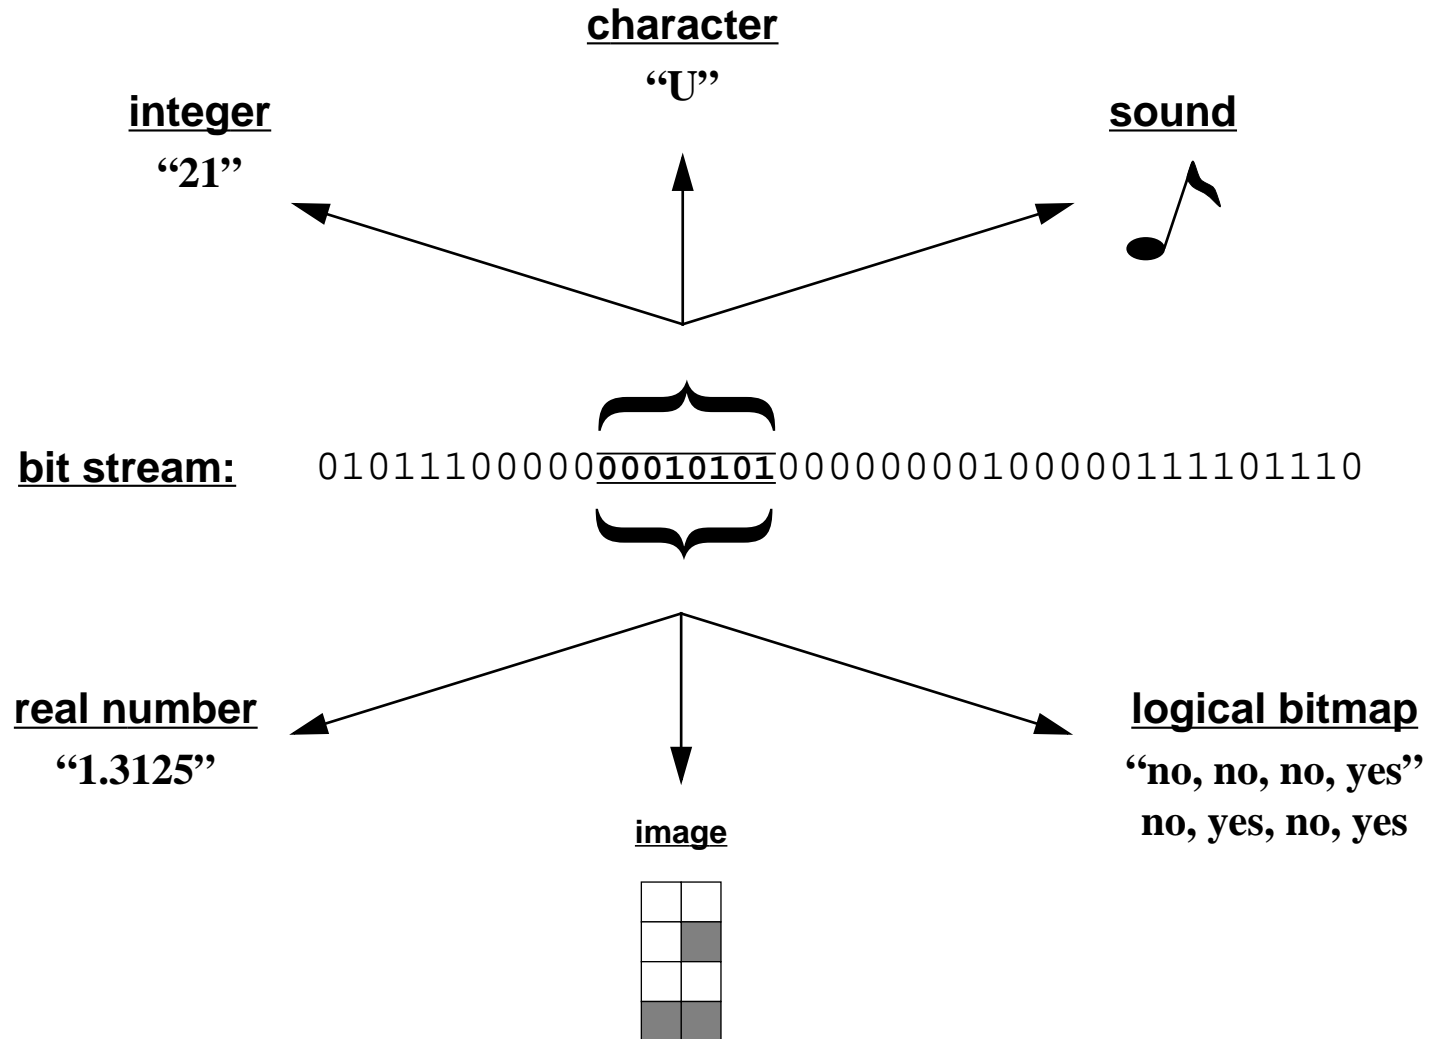 character
“U”
integer
“21”
sound
bit stream: 010111000000001010100000000100000111101110
real number
“1.3125”
logical bitmap
“no, no, no, yes”
no, yes, no, yes
image